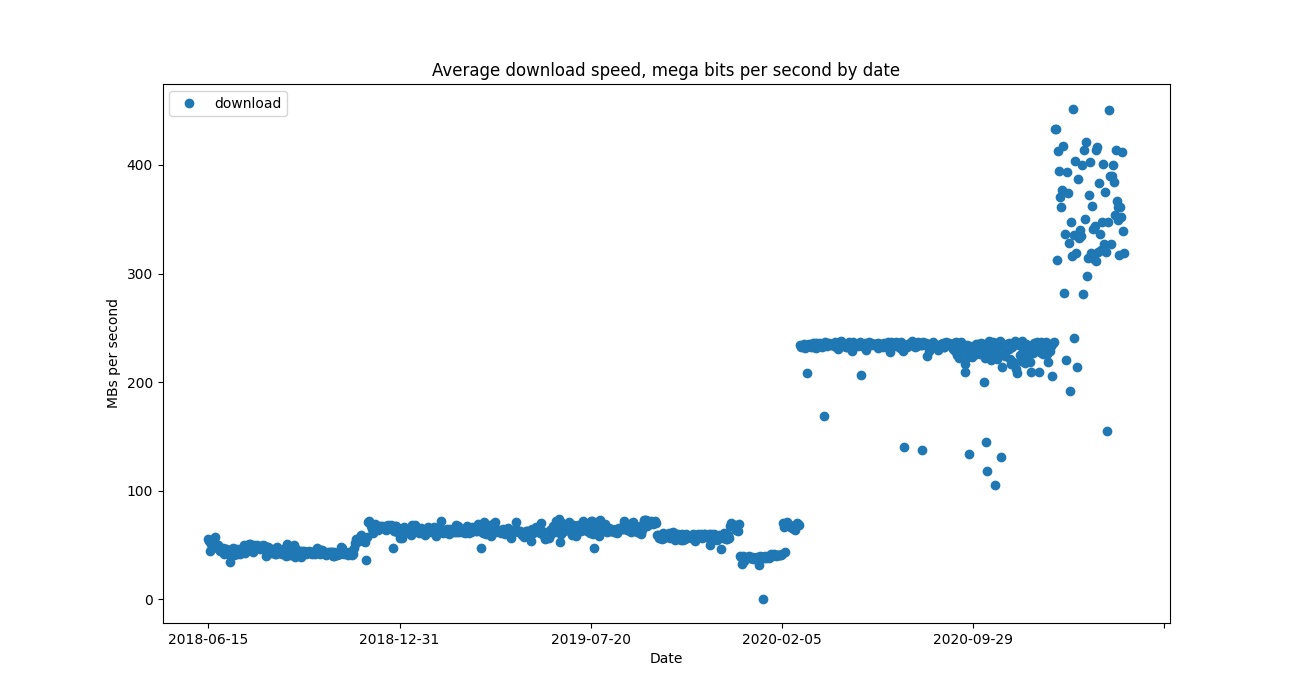 Average download speed, mega bits per second by date
download
400
300
200
100
0
MBs per second
2018-06-15 2018-12-31 2019-07-20 2020-02-05 2020-09-29
Date